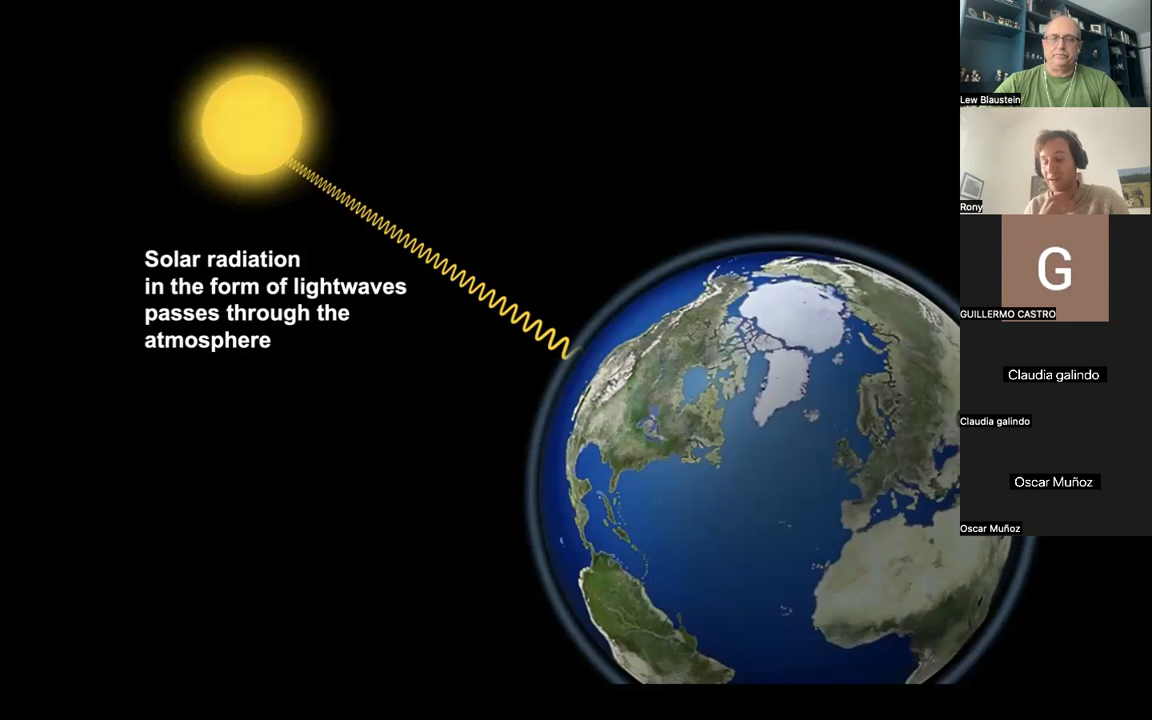 Solar radiation
in the form of lightwaves
passes through the
atmosphere
Lew Blaustein
Rony
G
GUILLERMO CASTRO
Claudia galindo
Claudia galindo
Oscar Muñoz
Oscar Muñoz